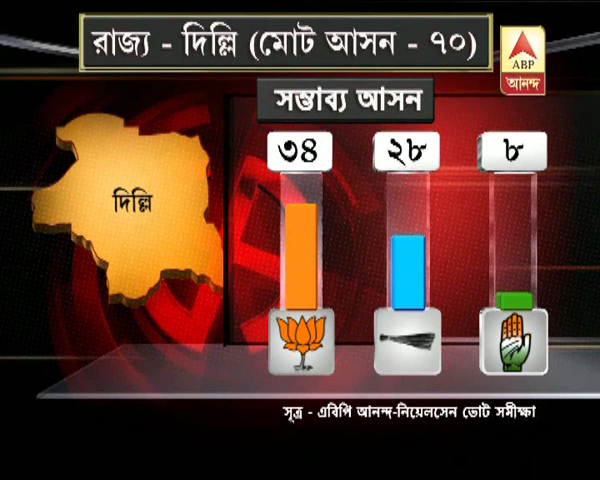 রাজ্য - দিল্লি (মোট আসন - ৭০)
ABP
আনন্দ
সম্ভাব্য আসন
৩৪ ২৮ ৮
দিল্লি
সূত্র - এবিপি আনন্দ-নিয়েলসেন ভোট সমীক্ষা